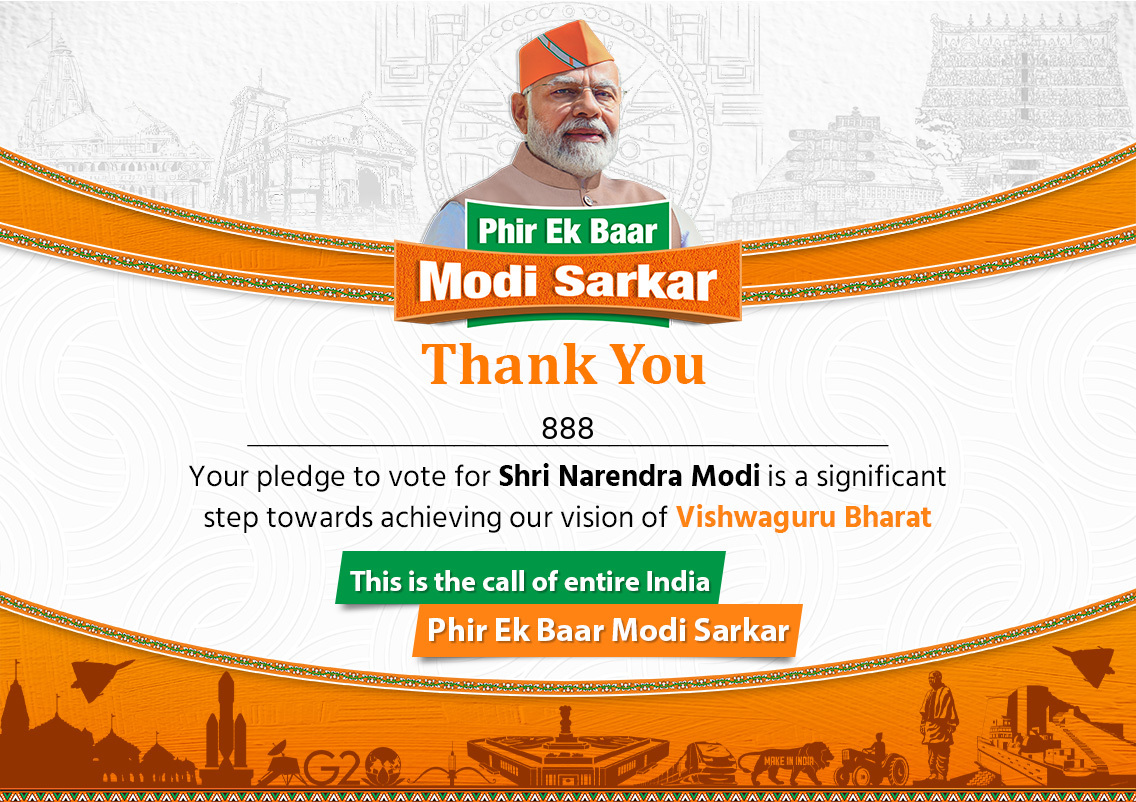 Phir Ek Baar
Modi Sarkar
Thank You
888
Your pledge to vote for Shri Narendra Modi is a significant
step towards achieving our vision of Vishwaguru Bharat
This is the call of entire India
Phir Ek Baar Modi Sarkar
G20
MAKE IN INDIA